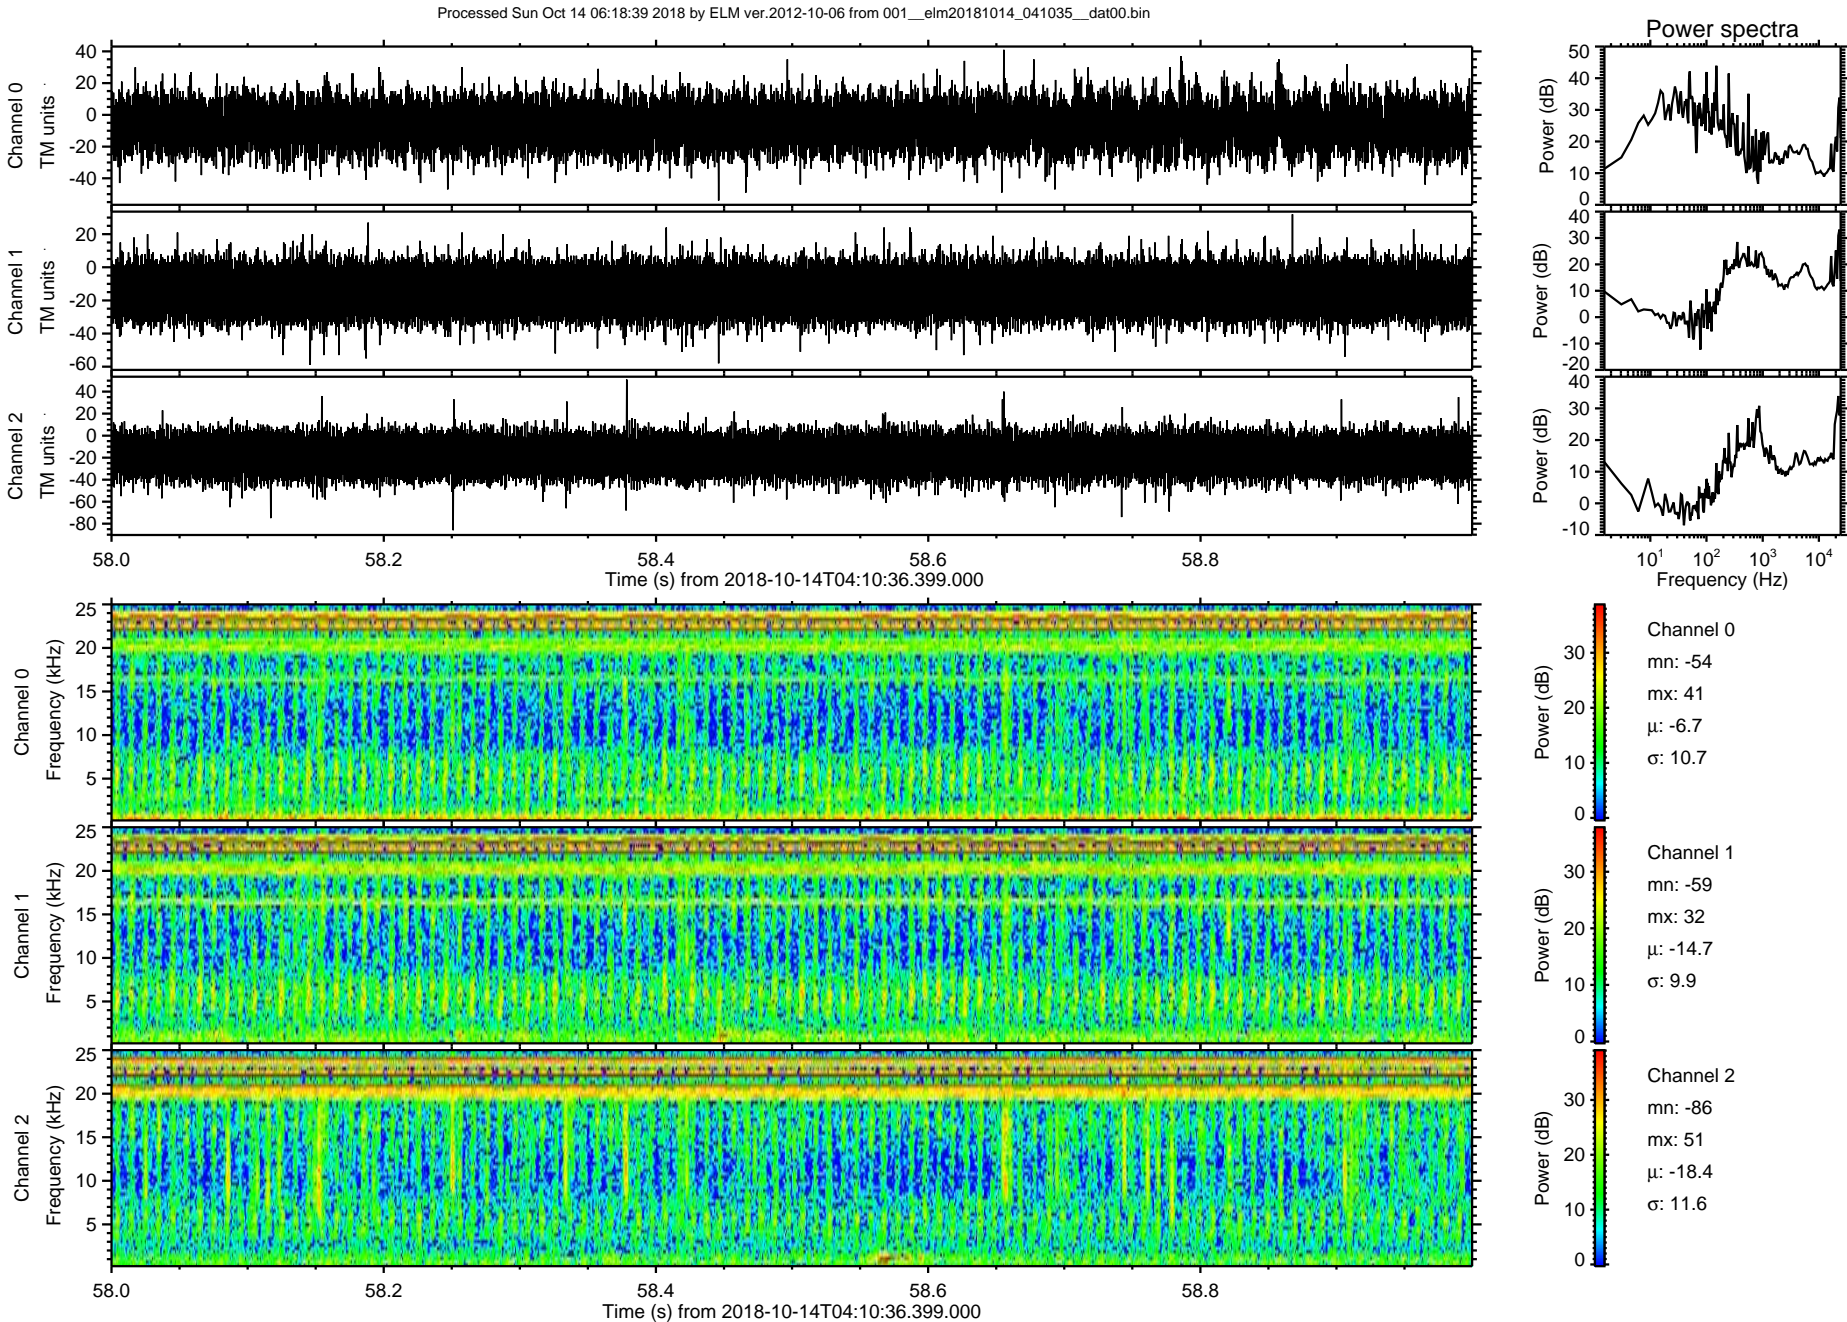 Processed Sun Oct 14 06:18:39 2018 by ELM ver.2012-10-06 from 001__elm20181014_041035__dat00.bin
Power spectra
Channel 0
TM units
40
20
0
-20
-40
Power (dB)
50
40
30
20
10
0
Channel 1
TM units
20
0
-20
-40
-60
Power (dB)
40
30
20
10
0
-10
-20
Channel 2
TM units
40
20
0
-20
-40
-60
-80
Power (dB)
40
30
20
10
0
-10
58.0 58.2 58.4 58.6 58.8
Time (s) from 2018-10-14T04:10:36.399.000
10^1 10^2 10^3 10^4
Frequency (Hz)
Channel 0
Frequency (kHz)
25
20
15
10
5
Power (dB)
30
20
10
0
Channel 0
mn: -54
mx: 41
μ: -6.7
σ: 10.7
Channel 1
Frequency (kHz)
25
20
15
10
5
Power (dB)
30
20
10
0
Channel 1
mn: -59
mx: 32
μ: -14.7
σ: 9.9
Channel 2
Frequency (kHz)
25
20
15
10
5
Power (dB)
30
20
10
0
Channel 2
mn: -86
mx: 51
μ: -18.4
σ: 11.6
58.0 58.2 58.4 58.6 58.8
Time (s) from 2018-10-14T04:10:36.399.000